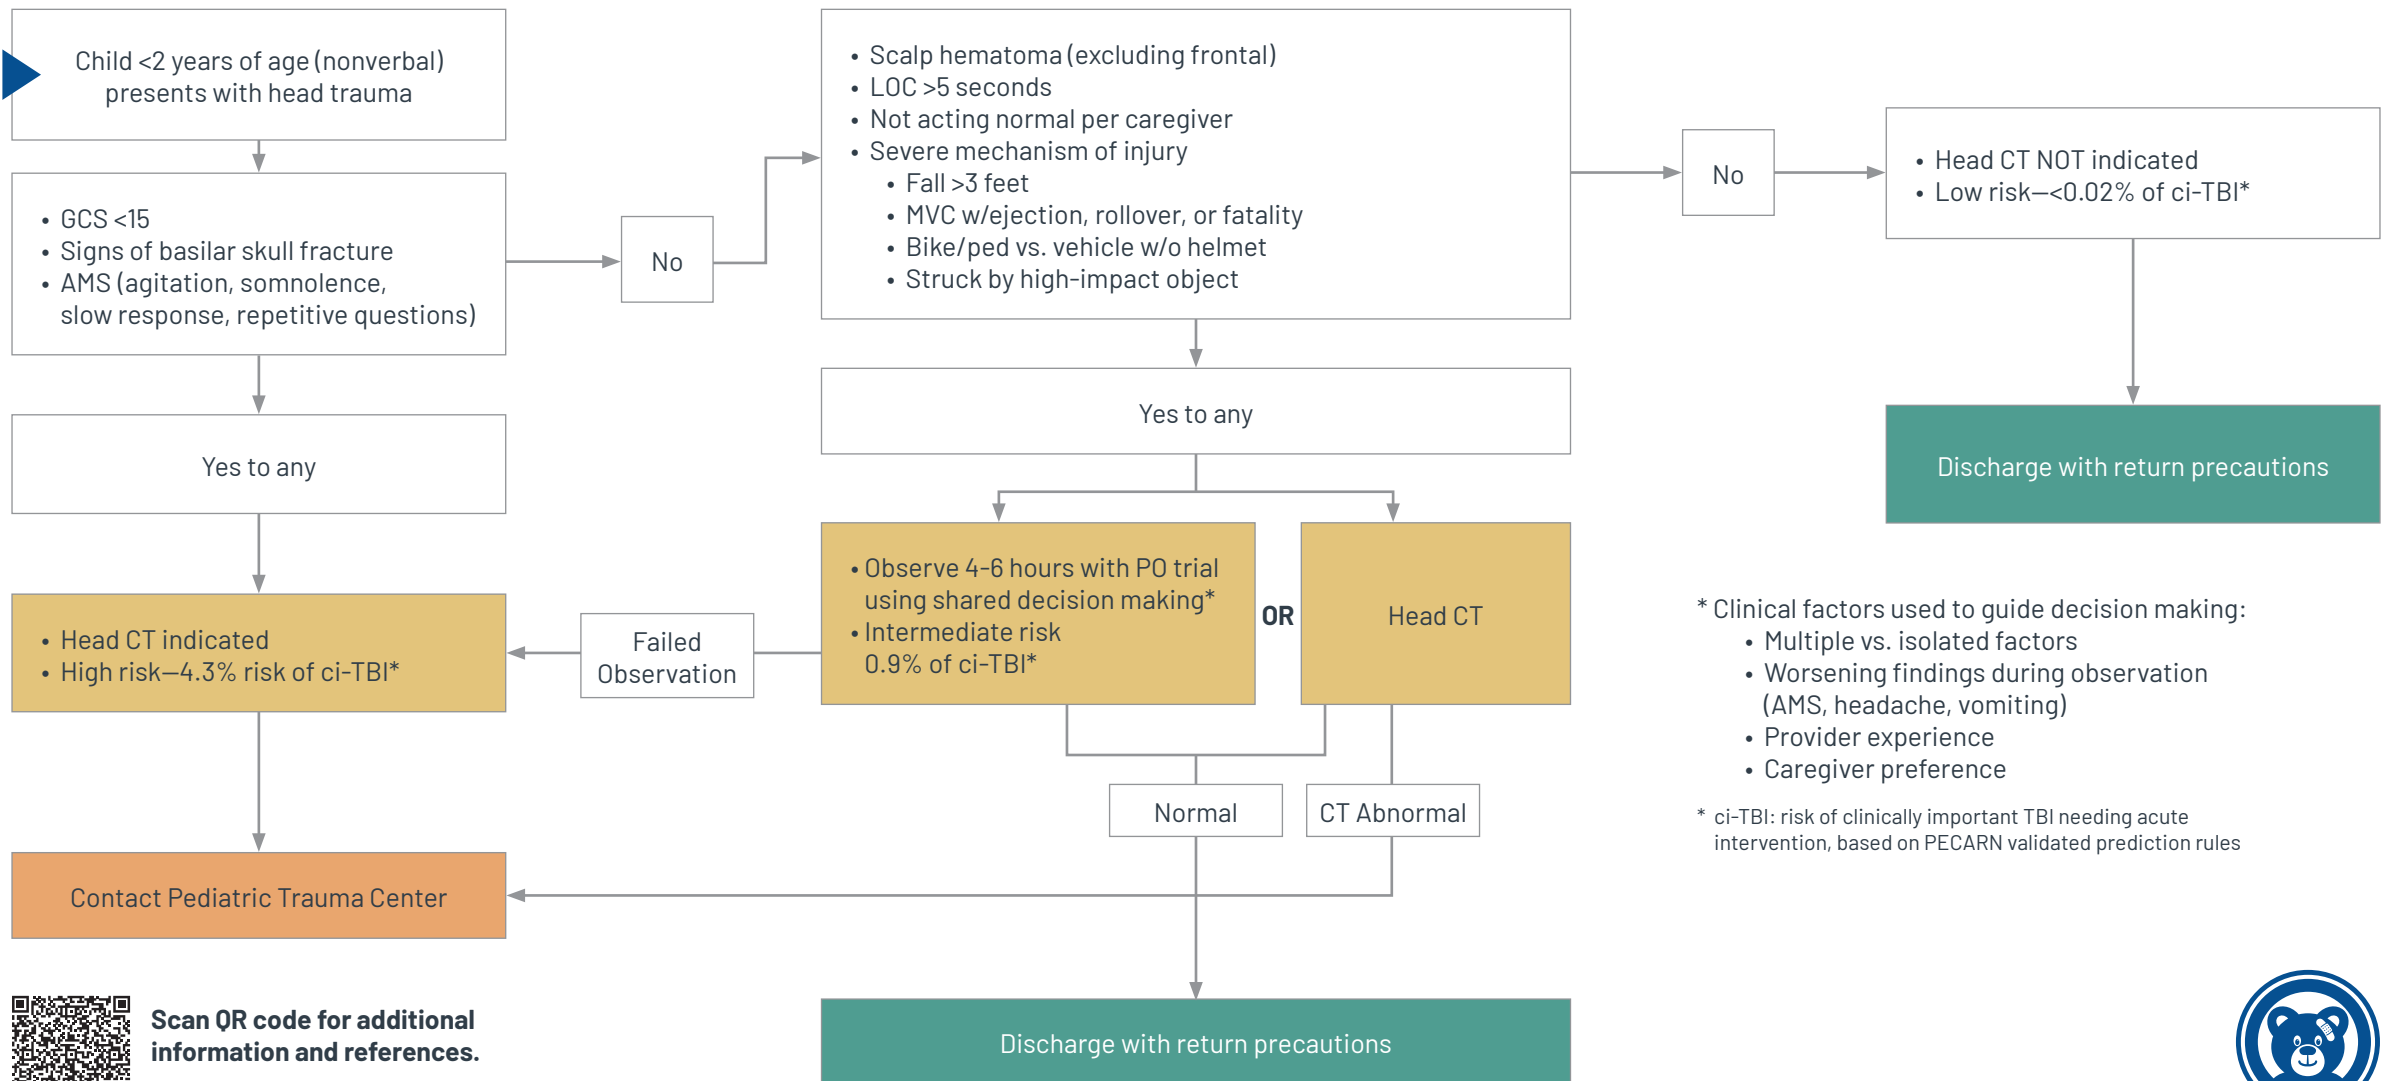 Child <2 years of age (nonverbal)
presents with head trauma
• GCS <15
• Signs of basilar skull fracture
• AMS (agitation, somnolence,
slow response, repetitive questions)
No
• Scalp hematoma (excluding frontal)
• LOC >5 seconds
• Not acting normal per caregiver
• Severe mechanism of injury
• Fall >3 feet
• MVC w/ejection, rollover, or fatality
• Bike/ped vs. vehicle w/o helmet
• Struck by high-impact object
No
• Head CT NOT indicated
• Low risk—<0.02% of ci-TBI*
Discharge with return precautions
Yes to any
Yes to any
• Observe 4-6 hours with PO trial
using shared decision making*
• Intermediate risk
0.9% of ci-TBI*
OR
Head CT
Failed
Observation
• Head CT indicated
• High risk—4.3% risk of ci-TBI*
Normal
CT Abnormal
Contact Pediatric Trauma Center
Discharge with return precautions
* Clinical factors used to guide decision making:
• Multiple vs. isolated factors
• Worsening findings during observation
(AMS, headache, vomiting)
• Provider experience
• Caregiver preference
* ci-TBI: risk of clinically important TBI needing acute
intervention, based on PECARN validated prediction rules
Scan QR code for additional
information and references.